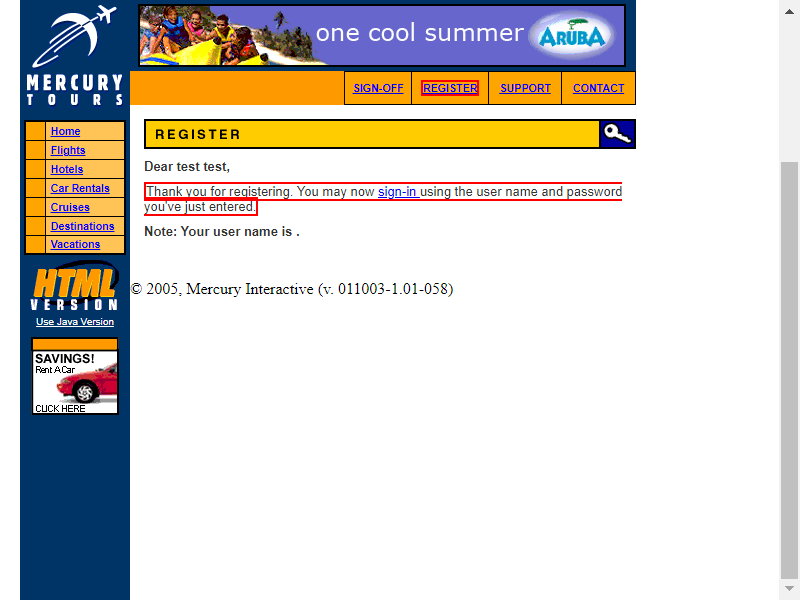 one cool summer ARUBA
MERCURY
TOURS
SIGN-OFF REGISTER SUPPORT CONTACT
REGISTER
Home
Flights
Hotels
Car Rentals
Cruises
Destinations
Vacations
Dear test test,
Thank you for registering. You may now sign-in using the user name and password
you've just entered.
Note: Your user name is .
HTML
VERSION
Use Java Version
© 2005, Mercury Interactive (v. 011003-1.01-058)
SAVINGS!
Rent A Car
CLICK HERE